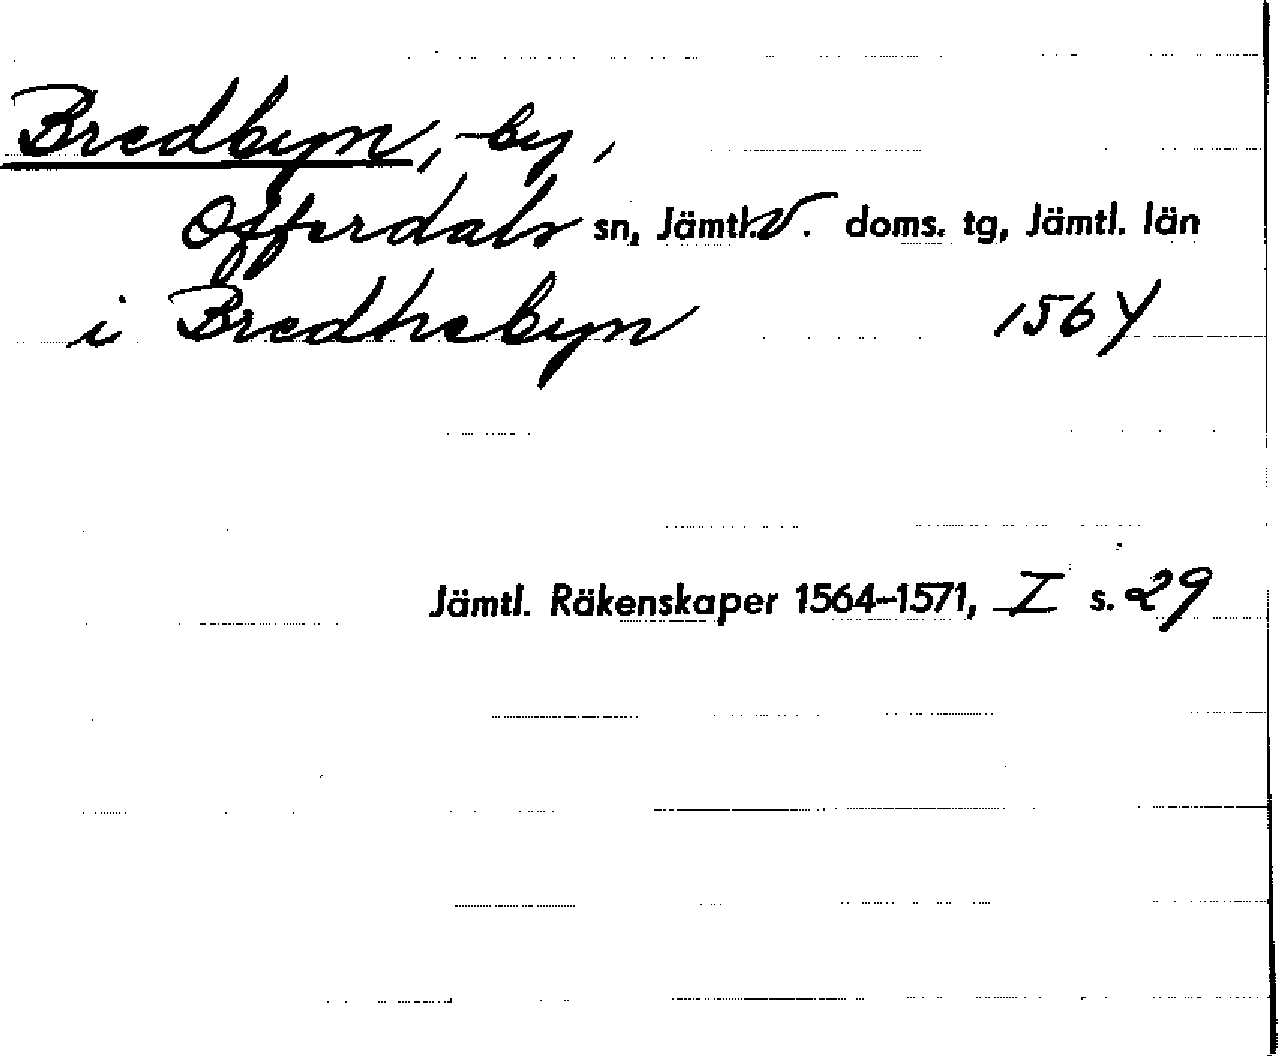 Bredbyn, by,
Offerdals sn, Jämtl. V. doms. tg, Jämtl. län
i Bredhebyn 1564
Jämtl. Räkenskaper 1564–1571, I s. 29